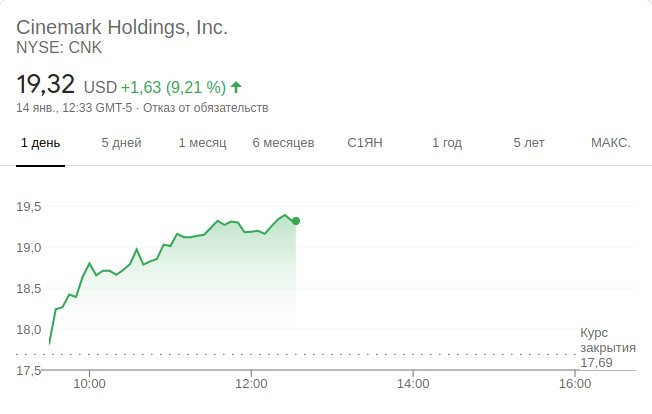 Cinemark Holdings, Inc.
NYSE: CNK
19,32 USD +1,63 (9,21 %)
14 янв., 12:33 GMT-5 · Отказ от обязательств
1 день 5 дней 1 месяц 6 месяцев С1ЯН 1 год 5 лет МАКС.
19,5
19,0
18,5
18,0
17,5
Курс
закрытия
17,69
10:00 12:00 14:00 16:00